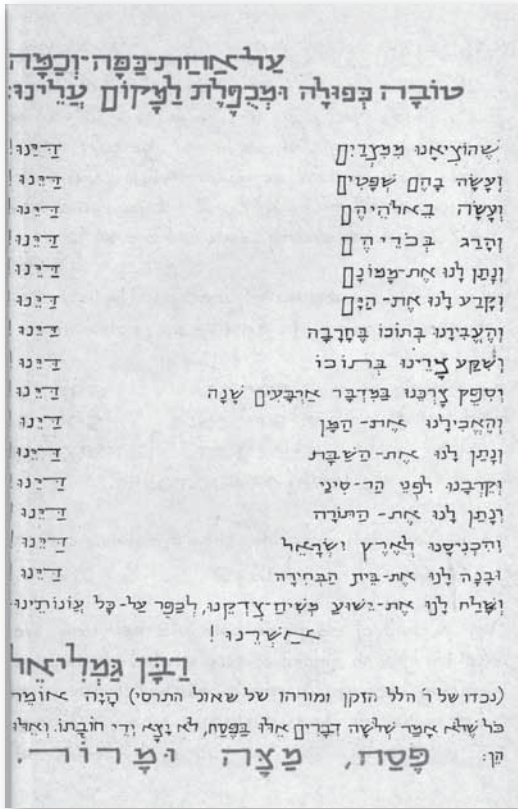 עַל אַחַת כַּמָּה וְכַמָּה
טוֹבָה כְּפוּלָה וּמְכֻפֶּלֶת לַמָּקוֹם עָלֵינוּ:
שֶׁהוֹצִיאָנוּ מִמִּצְרַיִם דַּיֵּנוּ!
וְעָשָׂה בָהֶם שְׁפָטִים דַּיֵּנוּ!
וְעָשָׂה בֵאלֹהֵיהֶם דַּיֵּנוּ!
וְהָרַג בְּכֹרֵיהֶם דַּיֵּנוּ!
וְנָתַן לָנוּ אֶת-מָמוֹנָם דַּיֵּנוּ!
וְקָרַע לָנוּ אֶת-הַיָּם דַּיֵּנוּ!
וְהֶעֱבִירָנוּ בְתוֹכוֹ בֶּחָרָבָה דַּיֵּנוּ!
וְשִׁקַּע צָרֵינוּ בְּתוֹכוֹ דַּיֵּנוּ!
וְסִפֵּק צָרְכֵּנוּ בַּמִּדְבָּר אַרְבָּעִים שָׁנָה דַּיֵּנוּ!
וְהֶאֱכִילָנוּ אֶת-הַמָּן דַּיֵּנוּ!
וְנָתַן לָנוּ אֶת-הַשַּׁבָּת דַּיֵּנוּ!
וְקֵרְבָנוּ לִפְנֵי הַר-סִינַי דַּיֵּנוּ!
וְנָתַן לָנוּ אֶת-הַתּוֹרָה דַּיֵּנוּ!
וְהִכְנִיסָנוּ לְאֶרֶץ יִשְׂרָאֵל דַּיֵּנוּ!
וּבָנָה לָנוּ אֶת-בֵּית הַבְּחִירָה דַּיֵּנוּ!
וְשָׁלַח לָנוּ אֶת-יֵשׁוּעַ מְשִׁיחַ-צִדְקֵנוּ, לְכַפֵּר עַל-כָּל עֲוֹנוֹתֵינוּ
אַשְׁרֵנוּ!
רַבָּן גַּמְלִיאֵל
(נכדו של ר׳ הלל הזקן ומורהו של שאול התרסי) הָיָה אוֹמֵר
כֹּל שֶׁלֹּא אָמַר שְׁלֹשָׁה דְבָרִים אֵלּוּ בַּפֶּסַח, לֹא יָצָא יְדֵי חוֹבָתוֹ. וְאֵלּוּ
הֵן: פֶּסַח, מַצָּה וּמָרוֹר.